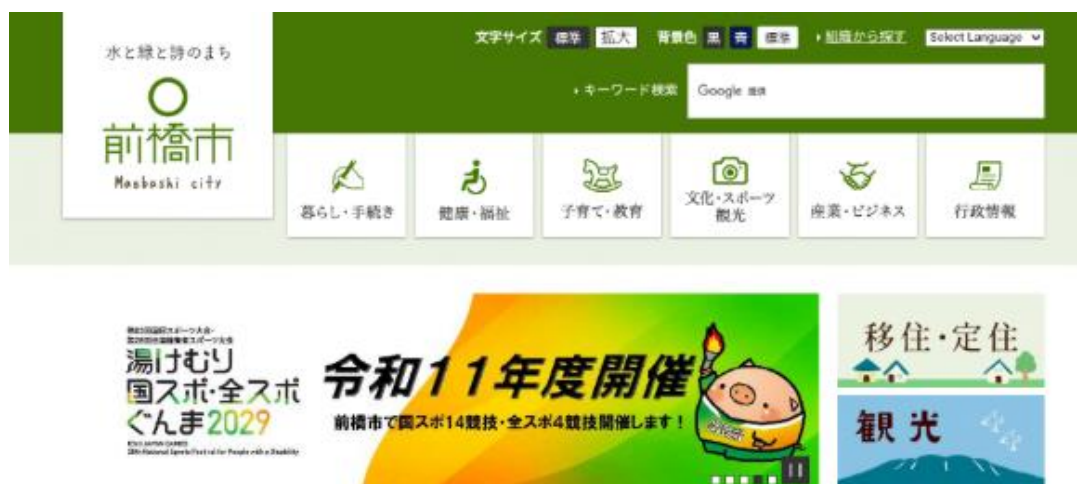 水と緑と詩のまち
前橋市
Maebashi city
文字サイズ 標準 拡大 背景色 黒 青 標準 組織から探す Select Language
キーワード検索 Google 提供
暮らし・手続き
健康・福祉
子育て・教育
文化・スポーツ
観光
産業・ビジネス
行政情報
湯けむり
国スポ・全スポ
ぐんま2029
令和11年度開催
前橋市で国スポ14競技・全スポ4競技開催します！
移住・定住
観光